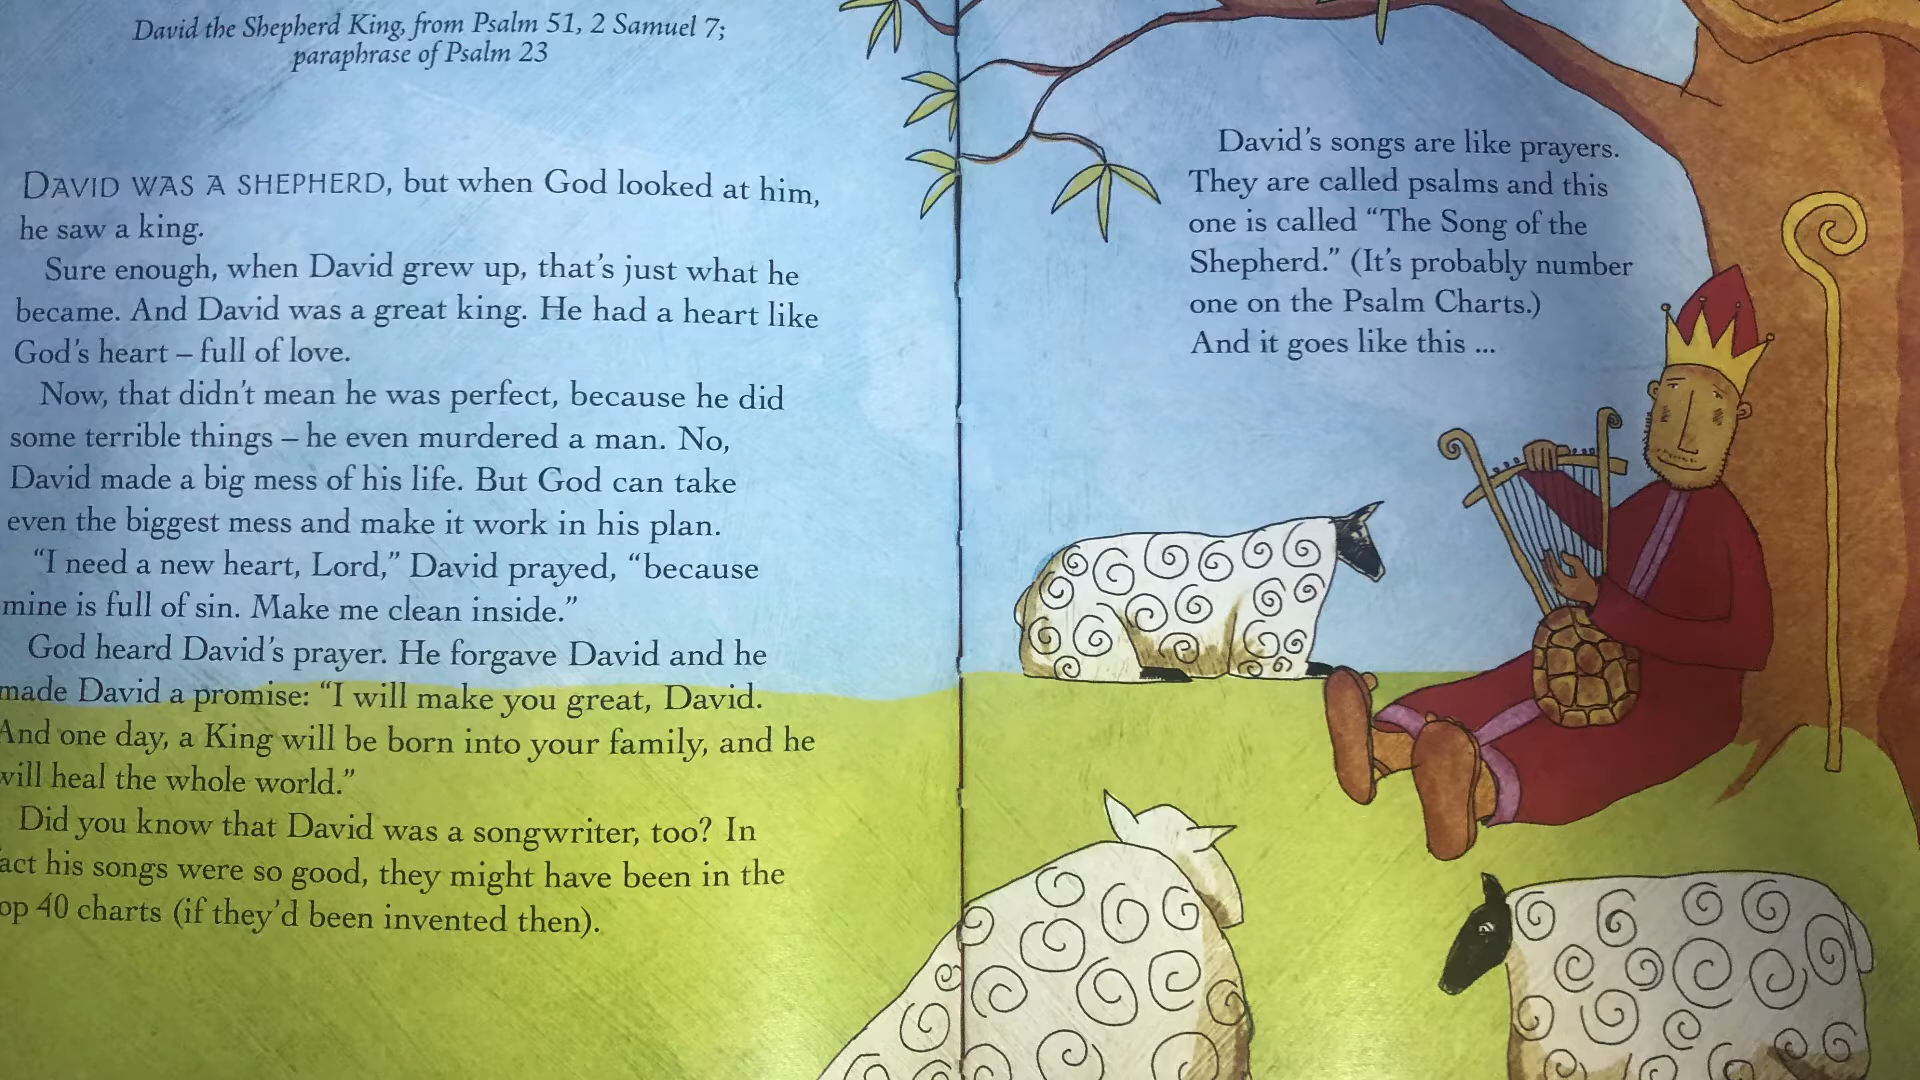 David the Shepherd King, from Psalm 51, 2 Samuel 7;
paraphrase of Psalm 23
DAVID WAS A SHEPHERD, but when God looked at him,
he saw a king.
Sure enough, when David grew up, that's just what he
became. And David was a great king. He had a heart like
God's heart – full of love.
Now, that didn't mean he was perfect, because he did
some terrible things – he even murdered a man. No,
David made a big mess of his life. But God can take
even the biggest mess and make it work in his plan.
"I need a new heart, Lord," David prayed, "because
mine is full of sin. Make me clean inside."
God heard David's prayer. He forgave David and he
made David a promise: "I will make you great, David.
And one day, a King will be born into your family, and he
will heal the whole world."
Did you know that David was a songwriter, too? In
act his songs were so good, they might have been in the
op 40 charts (if they'd been invented then).
David's songs are like prayers.
They are called psalms and this
one is called "The Song of the
Shepherd." (It's probably number
one on the Psalm Charts.)
And it goes like this ...